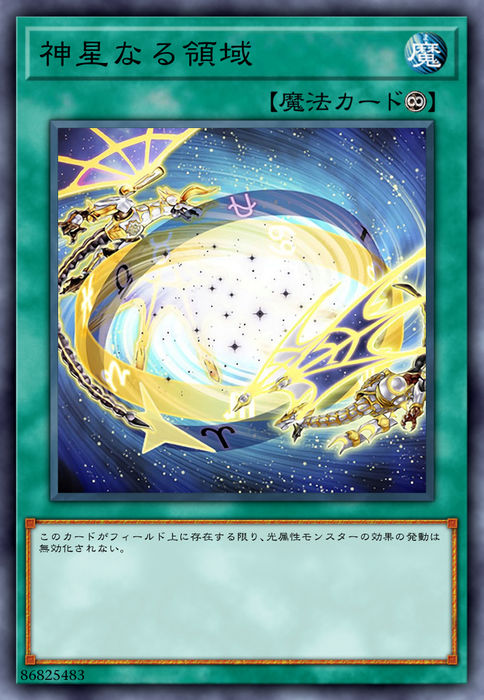 神星なる領域
魔
【魔法カード】
このカードがフィールド上に存在する限り、光属性モンスターの効果の発動は
無効化されない。
86825483